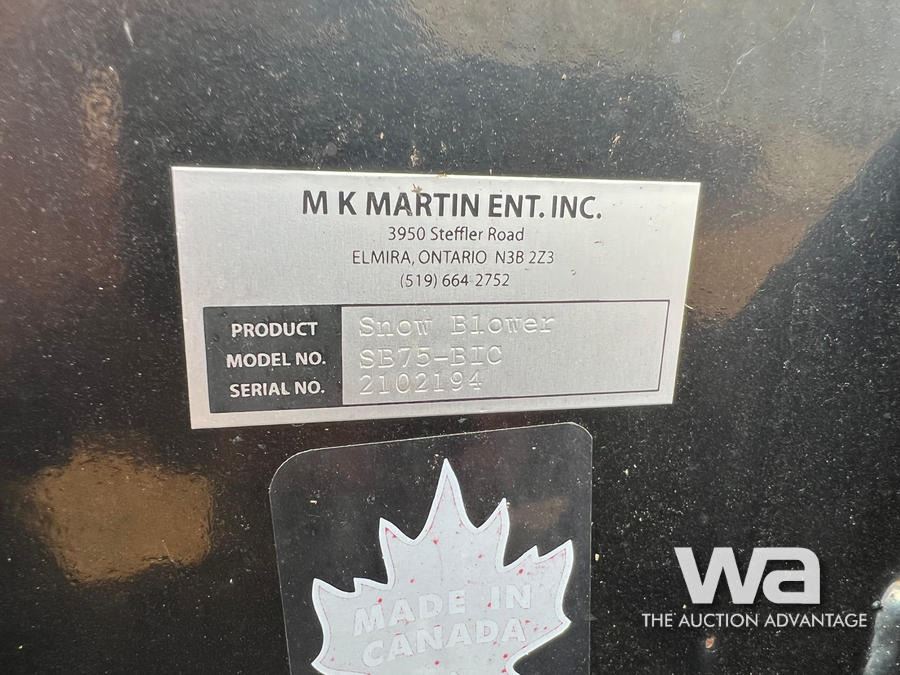 M K MARTIN ENT. INC.
3950 Steffler Road
ELMIRA, ONTARIO N3B 2Z3
(519) 664 2752
PRODUCT Snow Blower
MODEL NO. SB75-BIC
SERIAL NO. 2102194
MADE IN
CANADA
wa
THE AUCTION ADVANTAGE